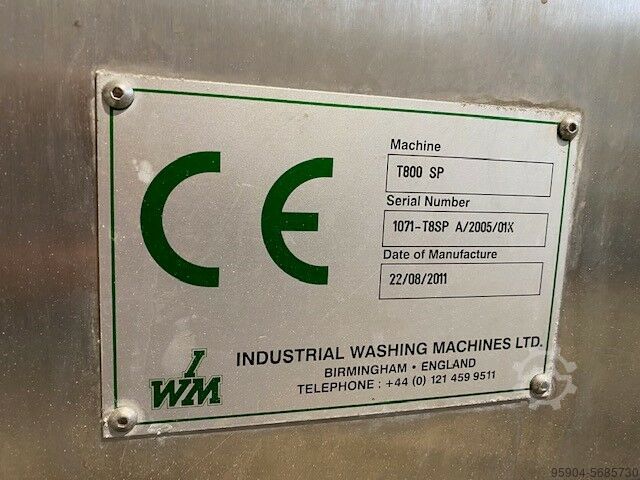 CE
Machine
T800 SP
Serial Number
1071-T8SP A/2005/01X
Date of Manufacture
22/08/2011
IWM
INDUSTRIAL WASHING MACHINES LTD.
BIRMINGHAM • ENGLAND
TELEPHONE : +44 (0) 121 459 9511
95904-5685730